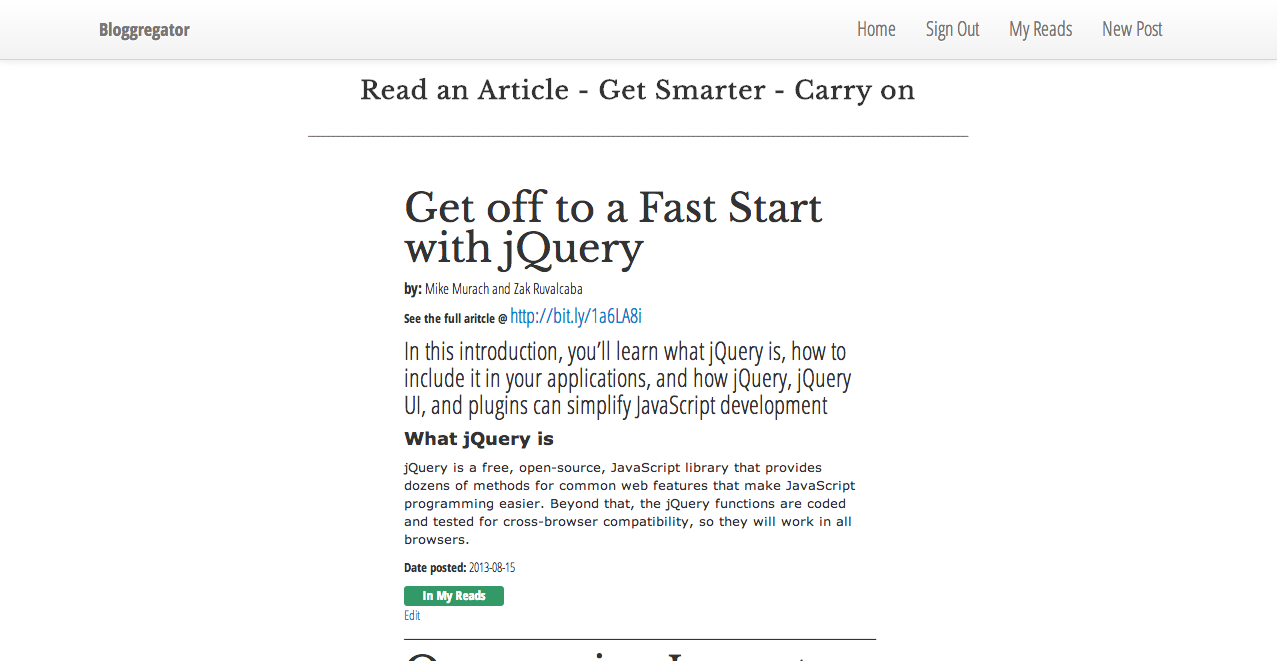 Bloggregator
Home Sign Out My Reads New Post
Read an Article - Get Smarter - Carry on
Get off to a Fast Start
with jQuery
by: Mike Murach and Zak Ruvalcaba
See the full aritcle @ http://bit.ly/1a6LA8i
In this introduction, you’ll learn what jQuery is, how to
include it in your applications, and how jQuery, jQuery
UI, and plugins can simplify JavaScript development
What jQuery is
jQuery is a free, open-source, JavaScript library that provides
dozens of methods for common web features that make JavaScript
programming easier. Beyond that, the jQuery functions are coded
and tested for cross-browser compatibility, so they will work in all
browsers.
Date posted: 2013-08-15
In My Reads
Edit